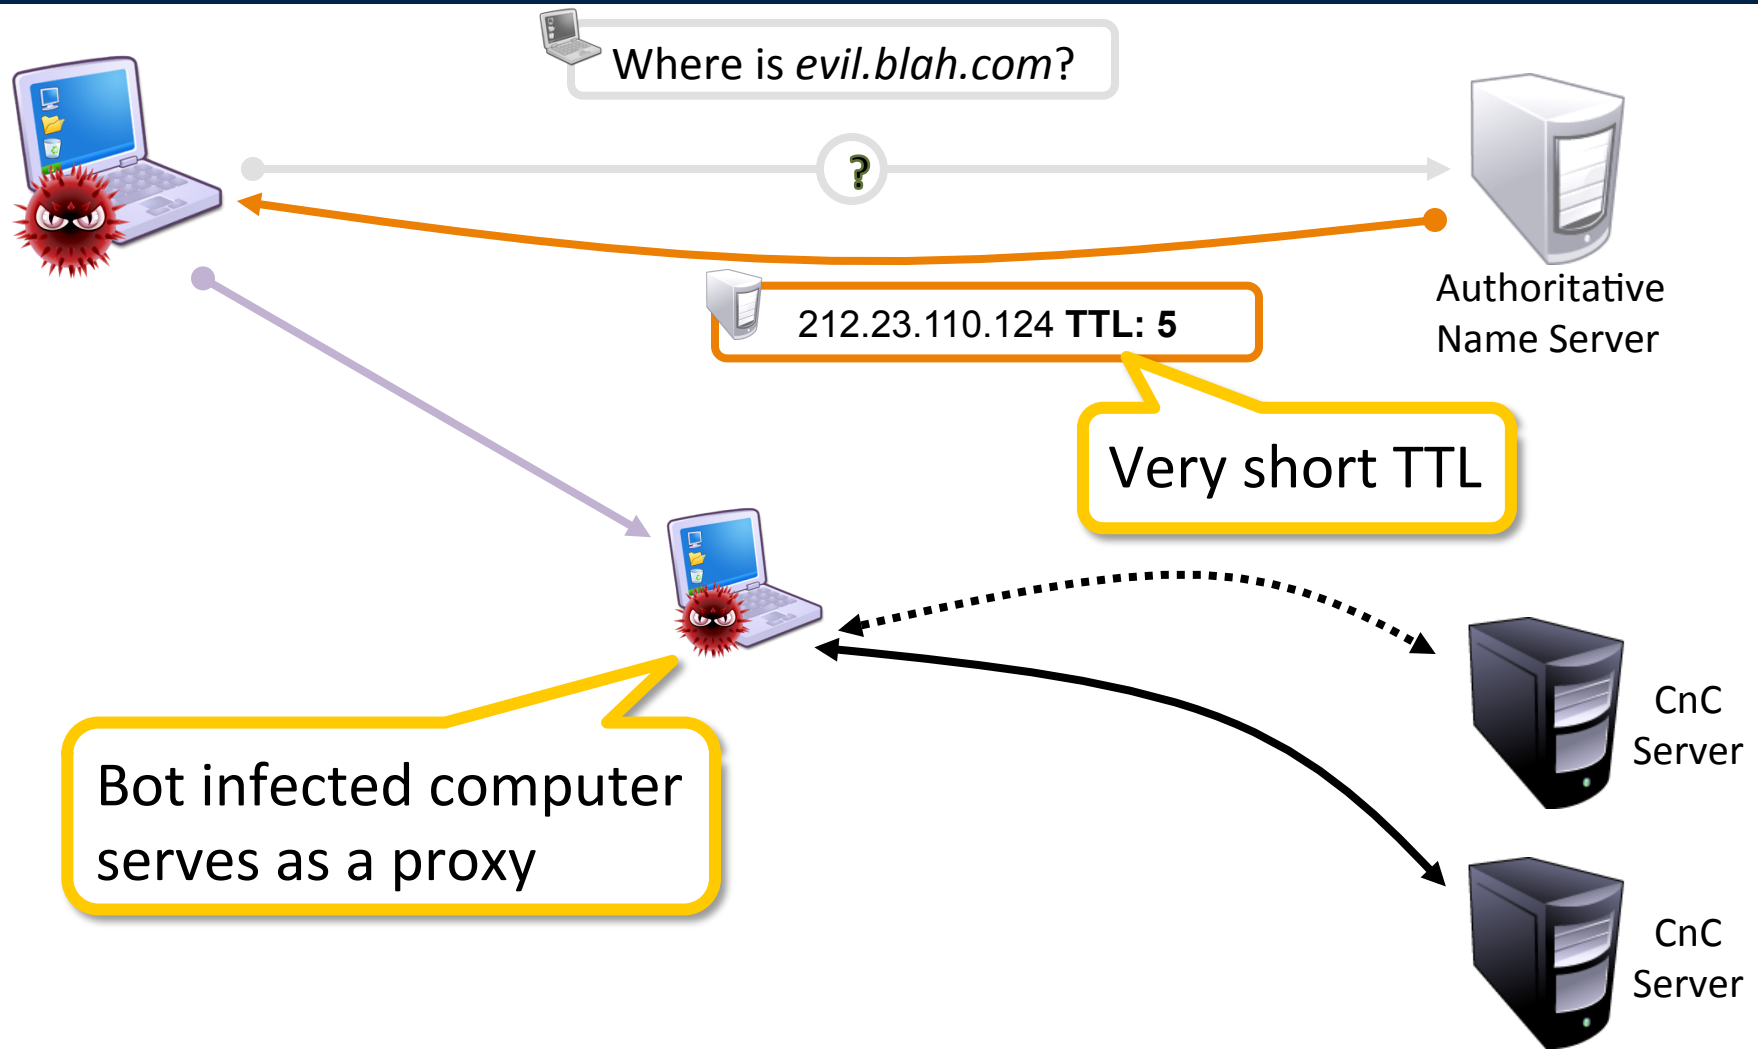 Where is evil.blah.com?
?
Authoritative
Name Server
212.23.110.124 TTL: 5
Very short TTL
Bot infected computer
serves as a proxy
CnC
Server
CnC
Server